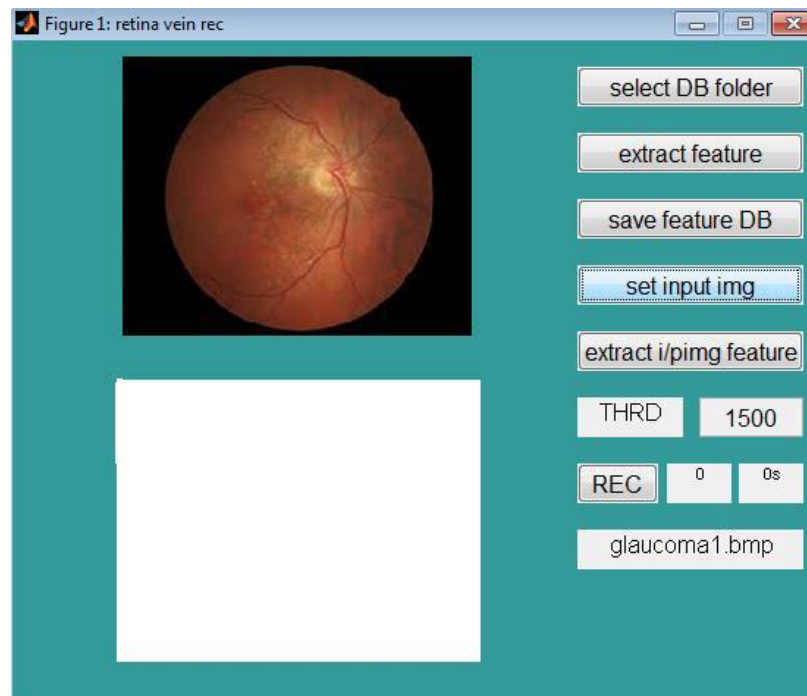 Figure 1: retina vein rec
select DB folder
extract feature
save feature DB
set input img
extract i/pimg feature
THRD 1500
REC 0 0s
glaucoma1.bmp